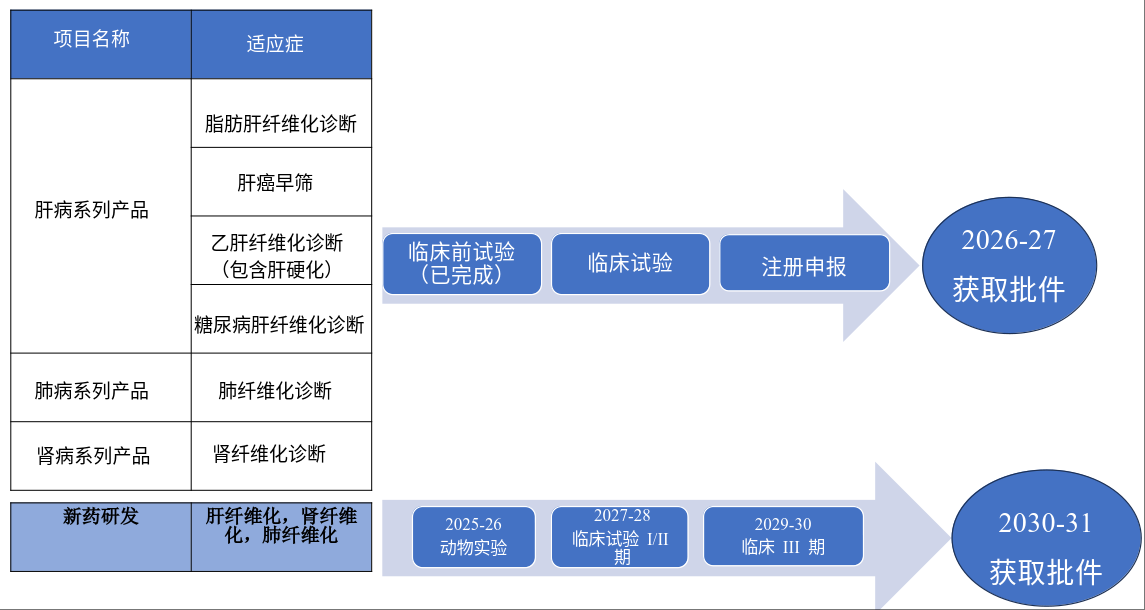 项目名称
适应症
肝病系列产品
脂肪肝纤维化诊断
肝癌早筛
乙肝纤维化诊断
（包含肝硬化）
糖尿病肝纤维化诊断
肺病系列产品
肺纤维化诊断
肾病系列产品
肾纤维化诊断
临床前试验
（已完成）
临床试验
注册申报
2026-27
获取批件
新药研发
肝纤维化，肾纤维
化，肺纤维化
2025-26
动物实验
2027-28
临床试验 I/II
期
2029-30
临床 III 期
2030-31
获取批件